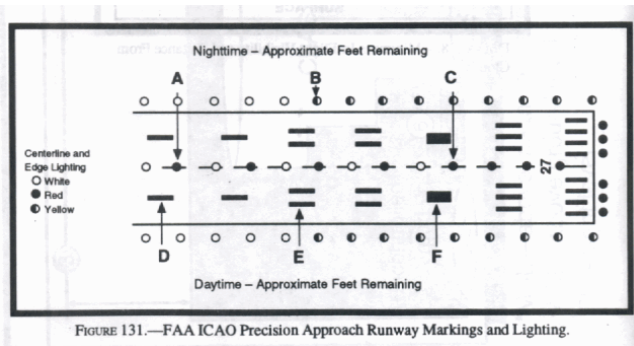 Nighttime – Approximate Feet Remaining
A B C
Centerline and
Edge Lighting
White
Red
Yellow
27
D E F
Daytime – Approximate Feet Remaining
FIGURE 131.—FAA ICAO Precision Approach Runway Markings and Lighting.